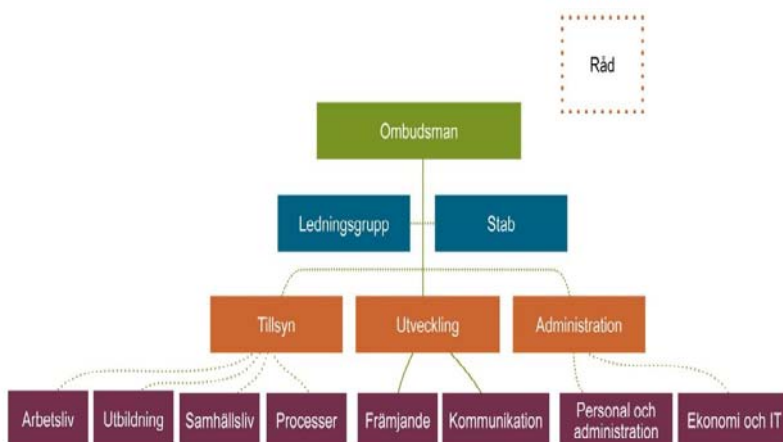 Råd
Ombudsman
Ledningsgrupp
Stab
Tillsyn
Utveckling
Administration
Arbetsliv
Utbildning
Samhällsliv
Processer
Främjande
Kommunikation
Personal och
administration
Ekonomi och IT